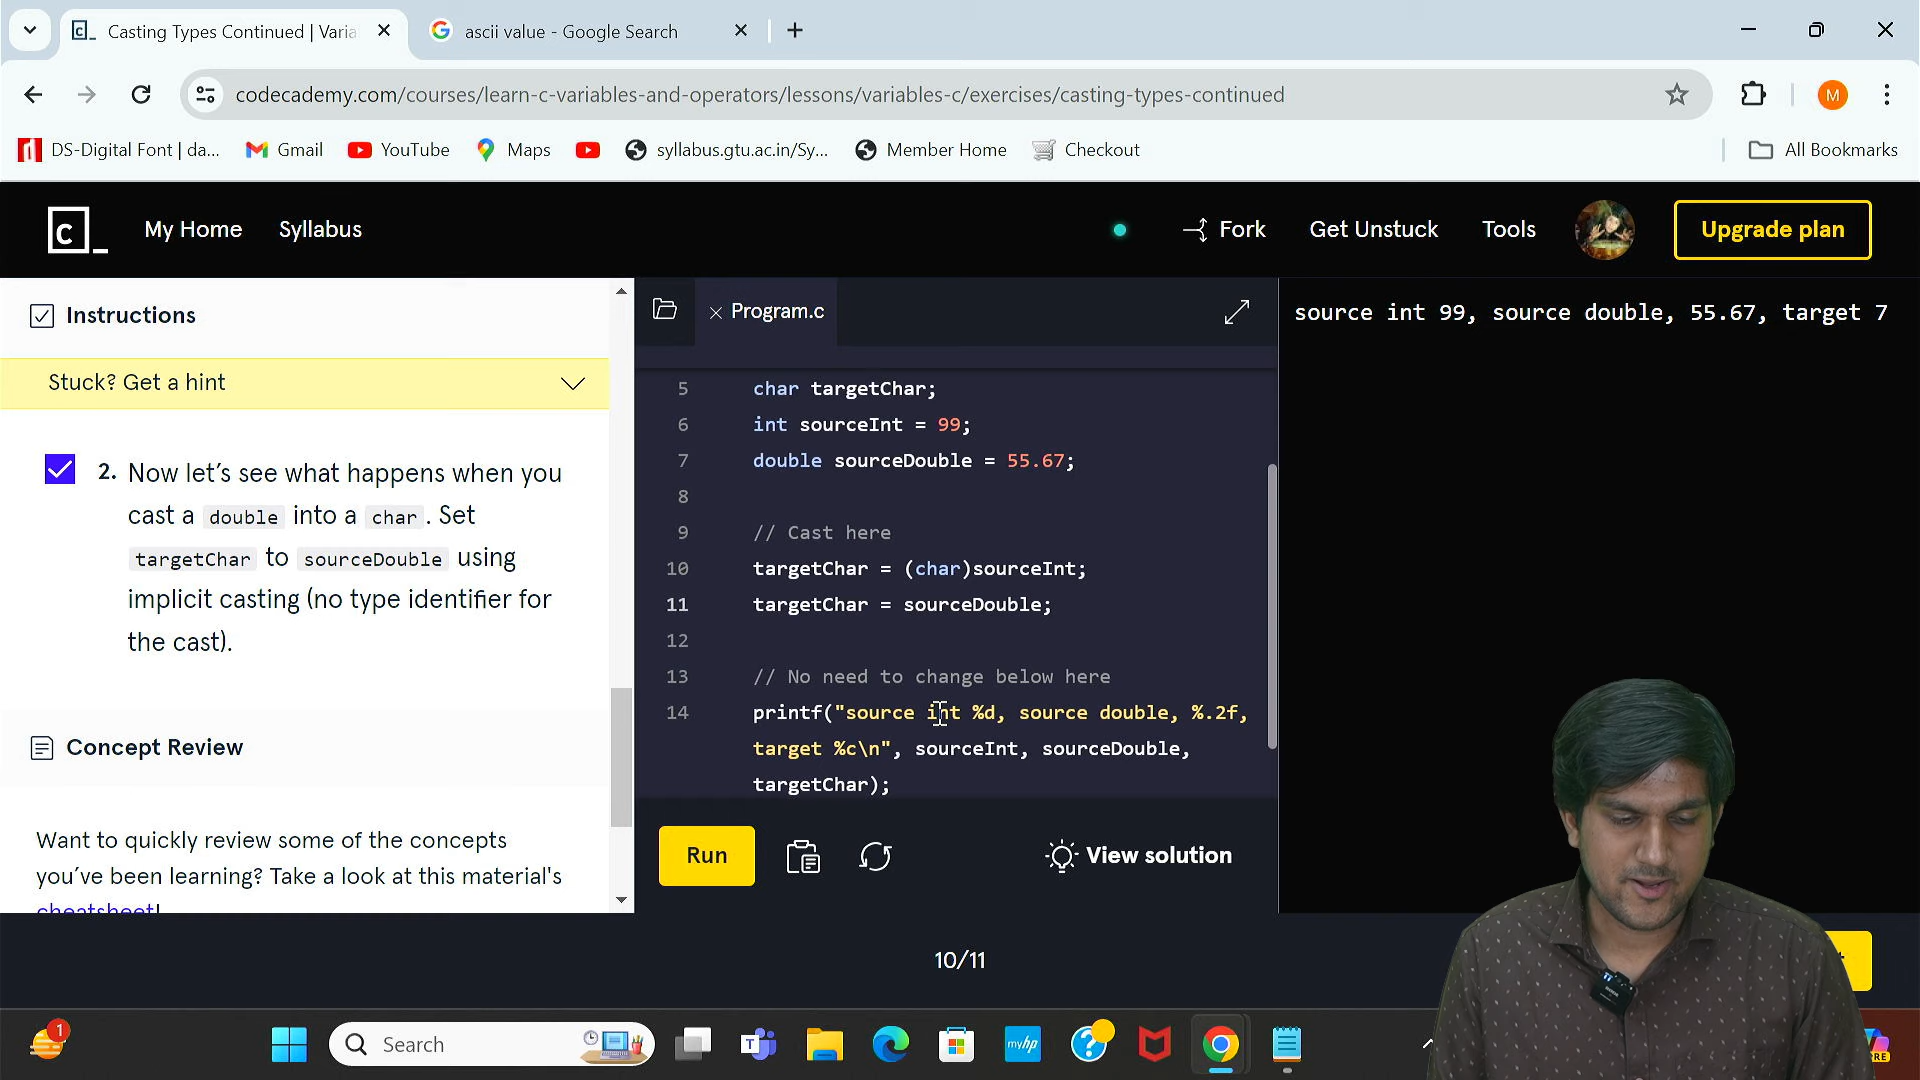 Casting Types Continued | Varia
ascii value - Google Search
codecademy.com/courses/learn-c-variables-and-operators/lessons/variables-c/exercises/casting-types-continued
M
DS-Digital Font | da...
Gmail
YouTube
Maps
syllabus.gtu.ac.in/Sy...
Member Home
Checkout
All Bookmarks
c
My Home
Syllabus
Fork
Get Unstuck
Tools
Upgrade plan
Instructions
Stuck? Get a hint
2. Now let's see what happens when you
cast a double into a char. Set
targetChar to sourceDouble using
implicit casting (no type identifier for
the cast).
Concept Review
Want to quickly review some of the concepts
you've been learning? Take a look at this material's
cheatsheet!
Program.c
5 char targetChar;
6 int sourceInt = 99;
7 double sourceDouble = 55.67;
8
9 // Cast here
10 targetChar = (char)sourceInt;
11 targetChar = sourceDouble;
12
13 // No need to change below here
14 printf("source int %d, source double, %.2f,
target %c\n", sourceInt, sourceDouble,
targetChar);
Run
View solution
source int 99, source double, 55.67, target 7
10/11
1
Search
T
myhp
PRE